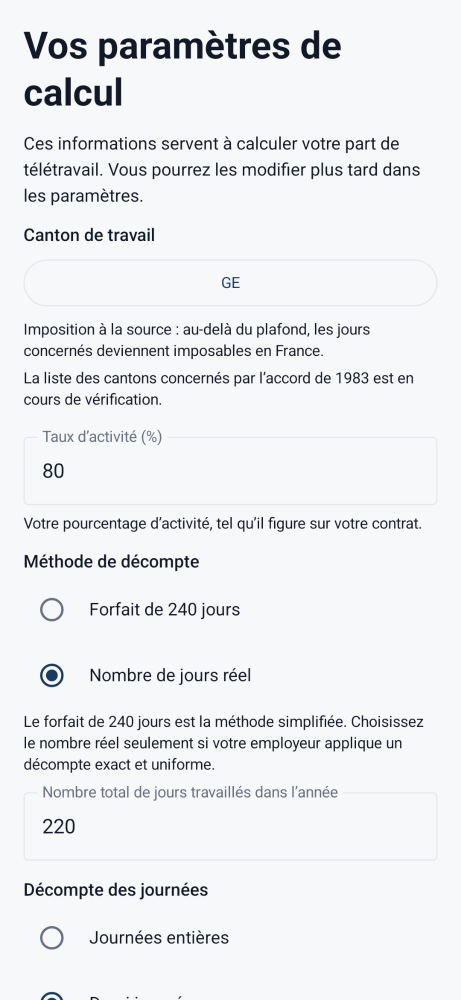 Vos paramètres de
calcul
Ces informations servent à calculer votre part de
télétravail. Vous pourrez les modifier plus tard dans
les paramètres.
Canton de travail
GE
Imposition à la source : au-delà du plafond, les jours
concernés deviennent imposables en France.
La liste des cantons concernés par l’accord de 1983 est en
cours de vérification.
Taux d’activité (%)
80
Votre pourcentage d’activité, tel qu’il figure sur votre contrat.
Méthode de décompte
Forfait de 240 jours
Nombre de jours réel
Le forfait de 240 jours est la méthode simplifiée. Choisissez
le nombre réel seulement si votre employeur applique un
décompte exact et uniforme.
Nombre total de jours travaillés dans l’année
220
Décompte des journées
Journées entières